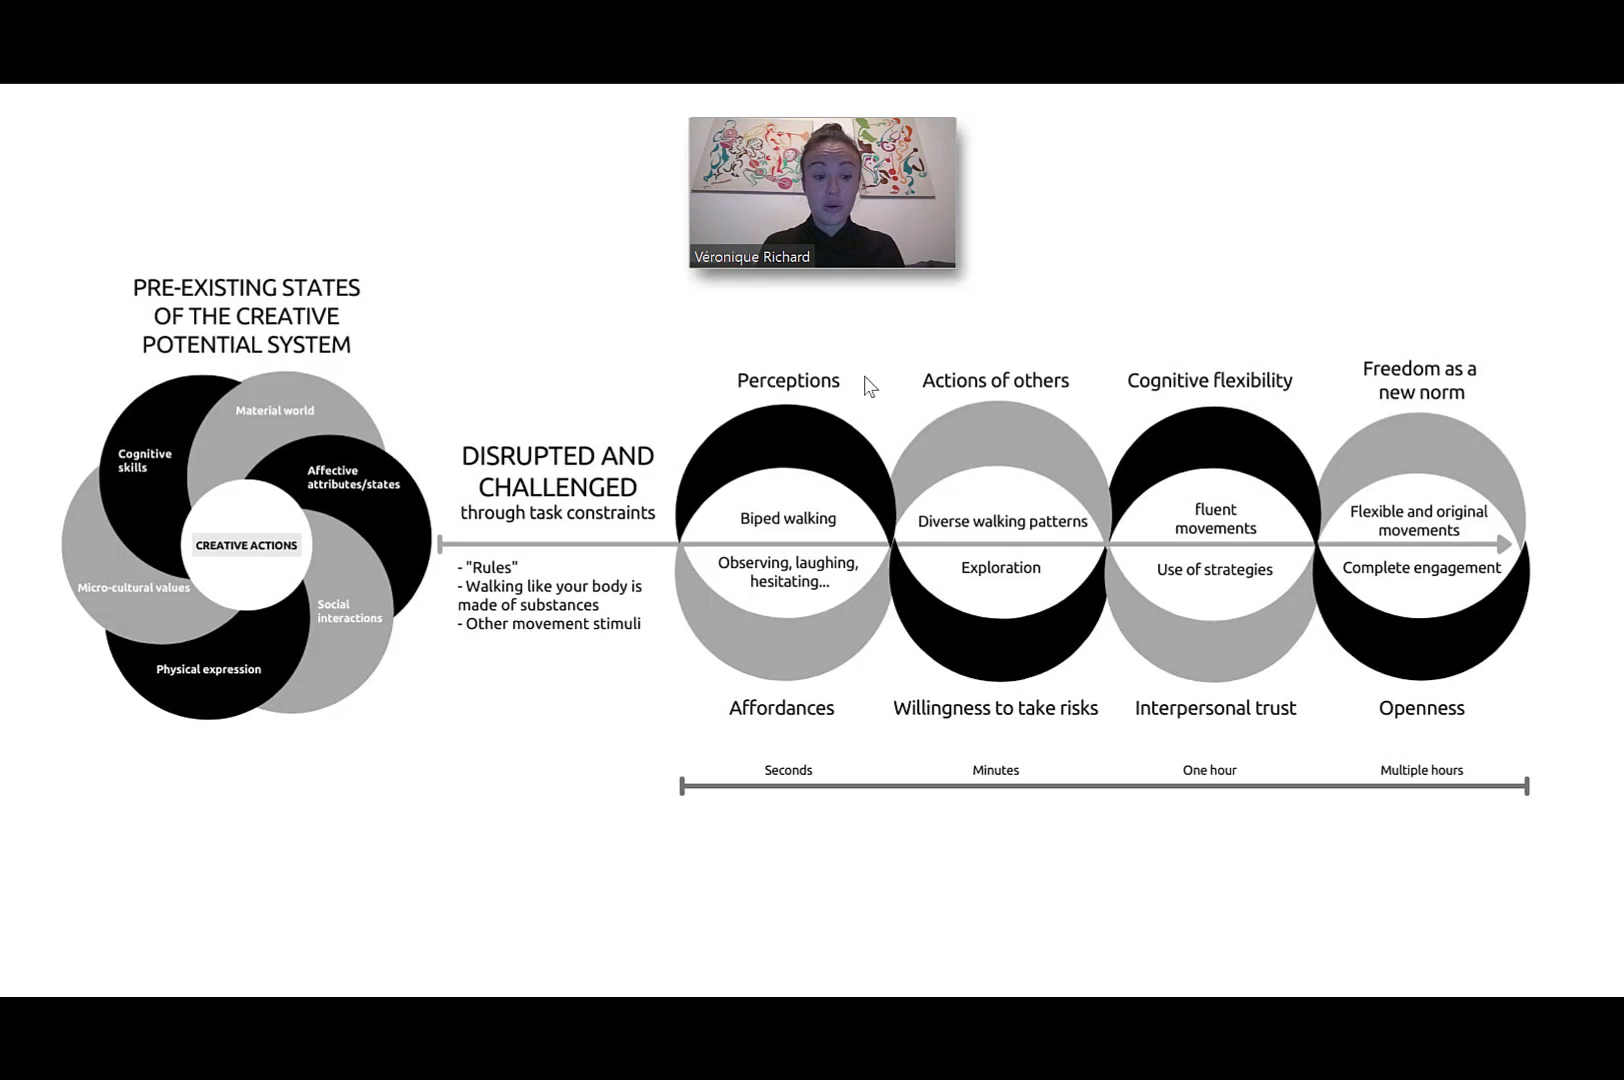 Véronique Richard
PRE-EXISTING STATES
OF THE CREATIVE
POTENTIAL SYSTEM
Material world
Cognitive
skills
Affective
attributes/states
CREATIVE ACTIONS
Micro-cultural values
Social
interactions
Physical expression
DISRUPTED AND
CHALLENGED
through task constraints
- "Rules"
- Walking like your body is
made of substances
- Other movement stimuli
Perceptions
Biped walking
Observing, laughing,
hesitating...
Affordances
Actions of others
Diverse walking patterns
Exploration
Willingness to take risks
Cognitive flexibility
fluent
movements
Use of strategies
Interpersonal trust
Freedom as a
new norm
Flexible and original
movements
Complete engagement
Openness
Seconds
Minutes
One hour
Multiple hours